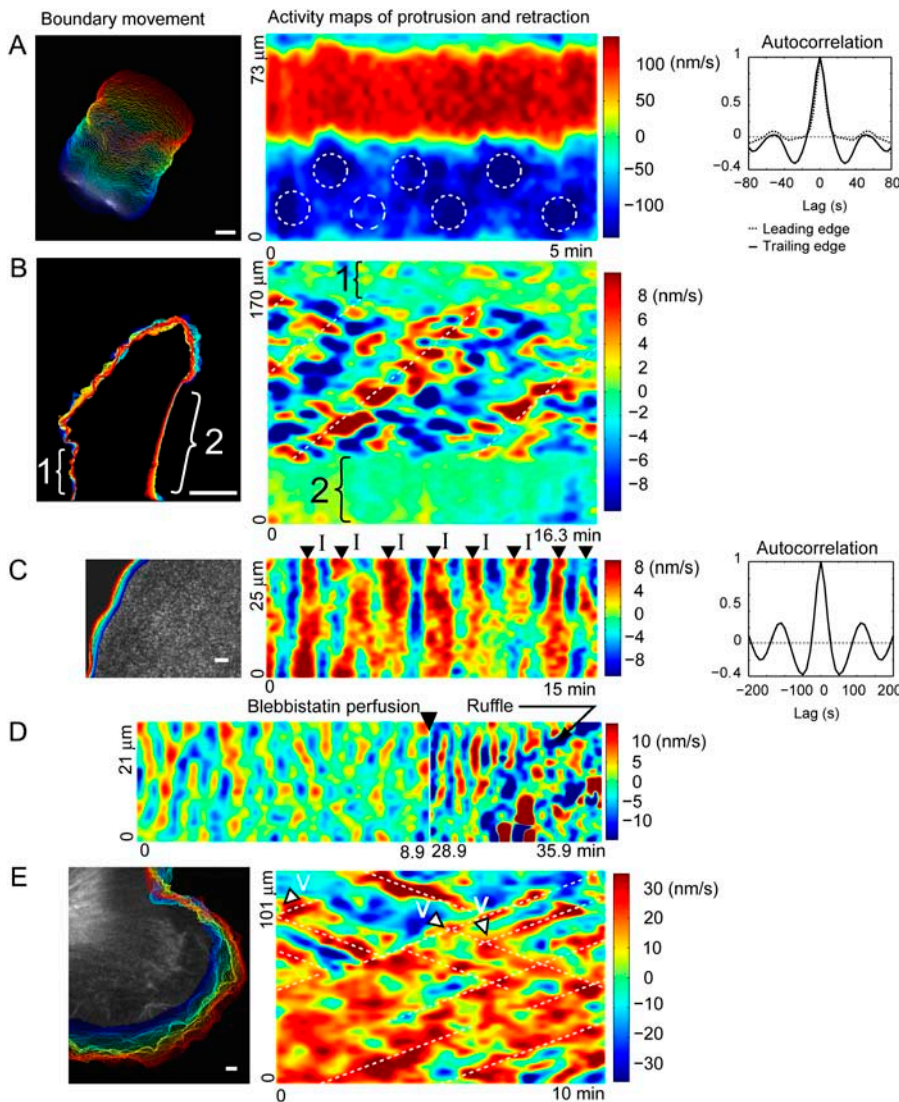 Boundary movement
Activity maps of protrusion and retraction
A
73 µm
0
0
5 min
100 (nm/s)
50
0
−50
−100
Autocorrelation
1
0
−0.4
−80 −40 0 40 80
Lag (s)
Leading edge
Trailing edge
B
1
2
170 µm
0
1
2
0
16.3 min
8 (nm/s)
6
4
2
0
−2
−4
−6
−8
I I I I I I
C
25 µm
0
0
15 min
8 (nm/s)
4
0
−4
−8
Autocorrelation
1
0
−0.4
−200 −100 0 100 200
Lag (s)
Blebbistatin perfusion
Ruffle
D
21 µm
0
0
8.9
28.9
35.9 min
10 (nm/s)
5
0
−5
−10
E
101 µm
0
V
V
V
0
10 min
30 (nm/s)
20
10
0
−10
−20
−30